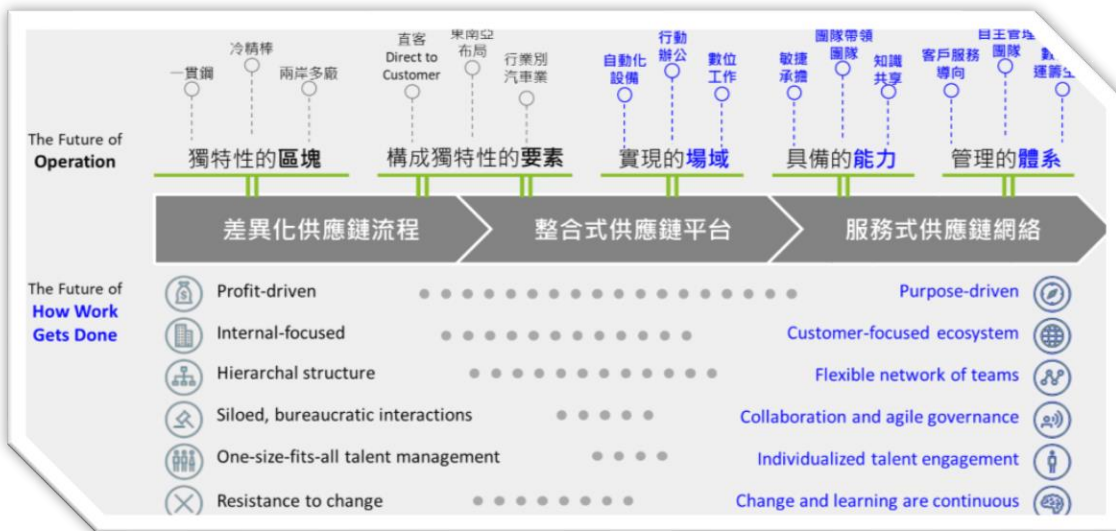 一貫鋼
冷精棒
兩岸多廠
直客
Direct to
Customer
東南亞
布局
行業別
汽車業
自動化
設備
行動
辦公
數位
工作
敏捷
承擔
團隊帶領
團隊
知識
共享
客戶服務
導向
自主管理
團隊
運籌
The Future of
Operation
獨特性的區塊
構成獨特性的要素
實現的場域
具備的能力
管理的體系
差異化供應鏈流程
整合式供應鏈平台
服務式供應鏈網絡
The Future of
How Work
Gets Done
Profit-driven
Purpose-driven
Internal-focused
Customer-focused ecosystem
Hierarchal structure
Flexible network of teams
Siloed, bureaucratic interactions
Collaboration and agile governance
One-size-fits-all talent management
Individualized talent engagement
Resistance to change
Change and learning are continuous